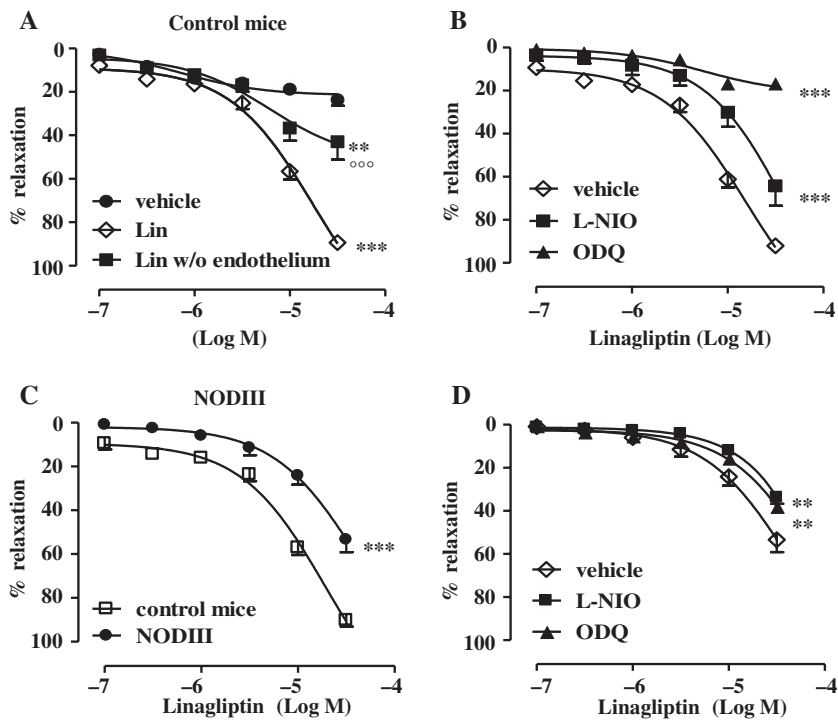 A
Control mice
% relaxation
0
20
40
60
80
100
**
°°°
***
vehicle
Lin
Lin w/o endothelium
–7
–6
–5
–4
(Log M)
B
0
20
40
60
80
100
***
***
vehicle
L-NIO
ODQ
–7
–6
–5
–4
Linagliptin (Log M)
C
NODIII
% relaxation
0
20
40
60
80
100
***
control mice
NODIII
–7
–6
–5
–4
Linagliptin (Log M)
D
% relaxation
0
20
40
60
80
100
**
**
vehicle
L-NIO
ODQ
–7
–6
–5
–4
Linagliptin (Log M)